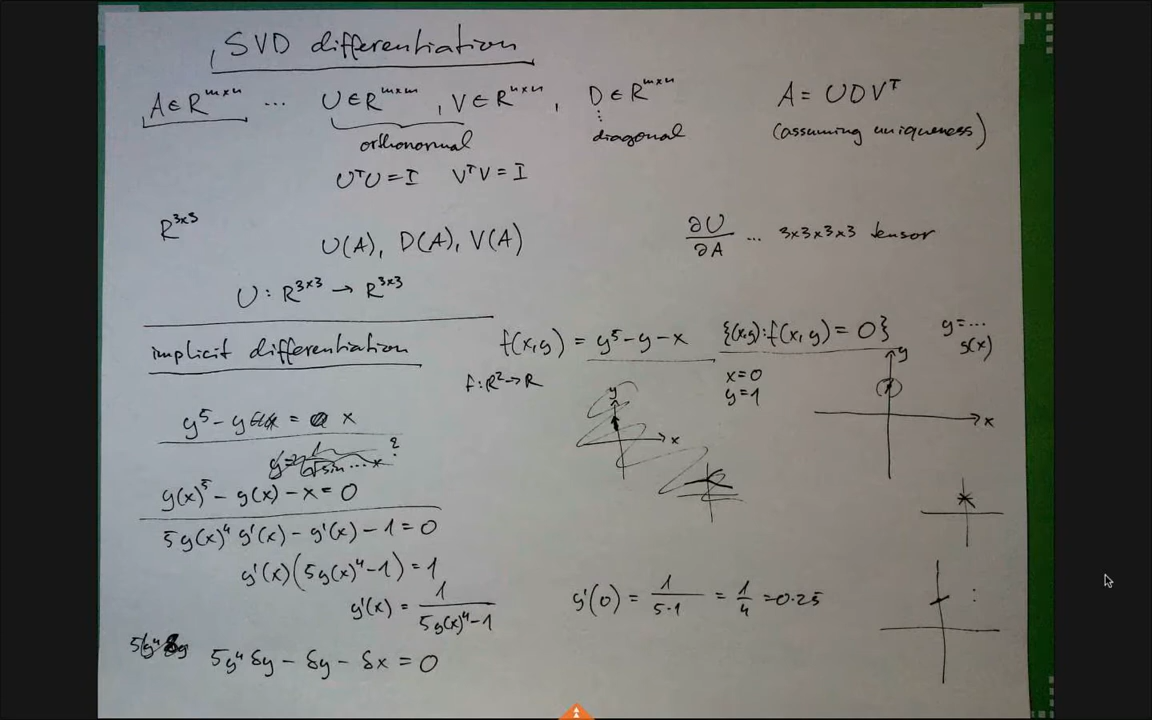 SVD differentiation
A ∈ R^{m×n} ... U ∈ R^{m×m}, V ∈ R^{n×n}, D ∈ R^{m×n} A = UDV^T
orthonormal diagonal (assuming uniqueness)
U^T U = I V^T V = I
R^{3×3}
U(A), D(A), V(A) ∂U/∂A ... 3×3×3×3 tensor
U : R^{3×3} → R^{3×3}
implicit differentiation f(x,y) = y^5 - y - x {(x,y): f(x,y) = 0} y = ... s(x)
f: R^2 → R x = 0
y = 1
y
x
y
x
y^5 - y = x
y = sin ... x ?
y(x)^5 - y(x) - x = 0
5y(x)^4 y'(x) - y'(x) - 1 = 0
y'(x)(5y(x)^4 - 1) = 1
y'(x) = 1/(5y(x)^4 - 1) y'(0) = 1/(5·1) = 1/4 = 0.25
5y^4 δy - δy - δx = 0